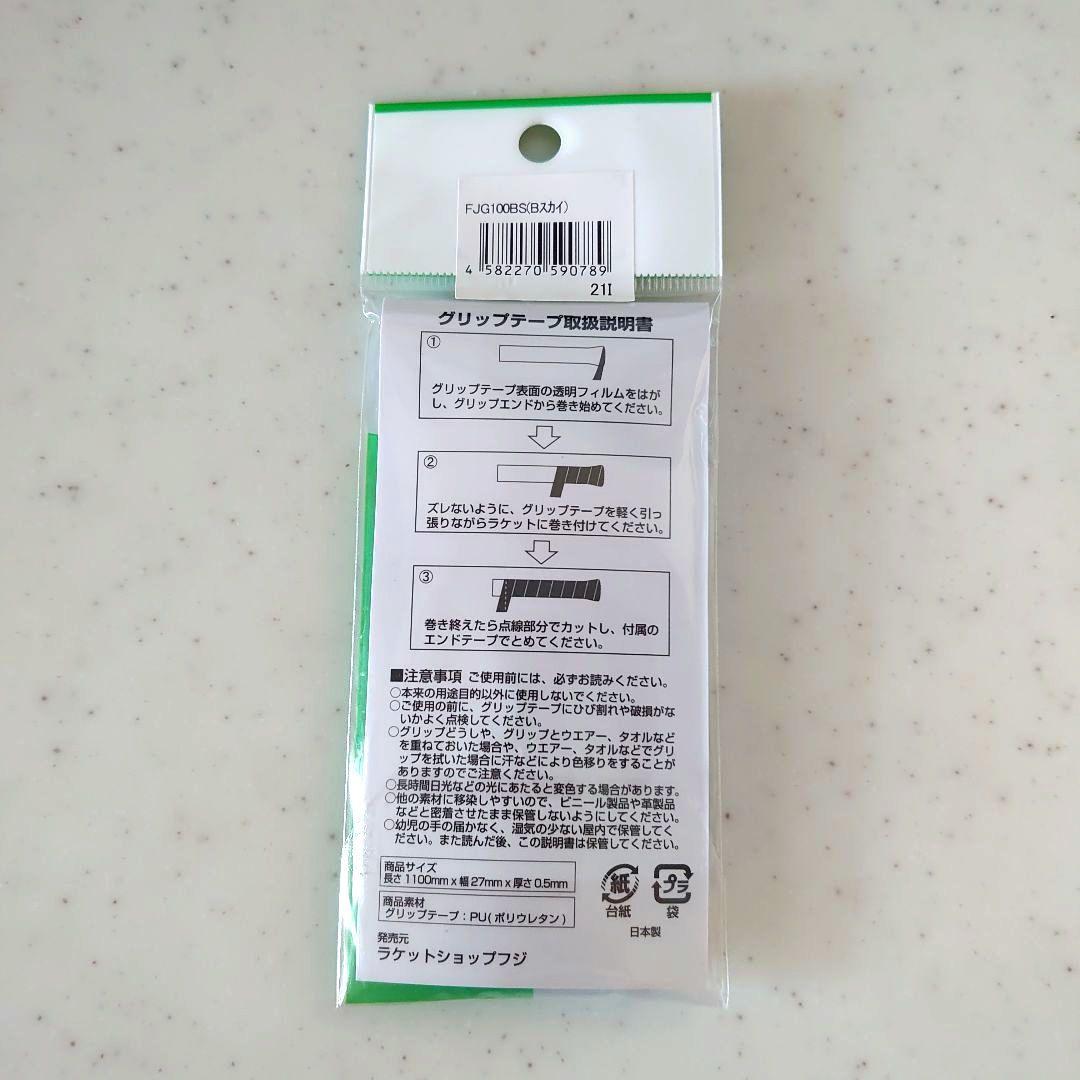 FJG100BS(Bスカイ)
4 582270 590789
21I
グリップテープ取扱説明書
①
グリップテープ表面の透明フィルムをはが
し、グリップエンドから巻き始めてください。
②
ズレないように、グリップテープを軽く引っ
張りながらラケットに巻き付けてください。
③
巻き終えたら点線部分でカットし、付属の
エンドテープでとめてください。
■注意事項 ご使用前には、必ずお読みください。
○本来の用途目的以外に使用しないでください。
○ご使用の前に、グリップテープにひび割れや破損がな
いかよく点検してください。
○グリップどうしや、グリップとウエアー、タオルなど
を重ねておいた場合や、ウエアー、タオルなどでグリ
ップを拭いた場合に汗などにより色移りをすることが
ありますのでご注意ください。
○長時間日光などの光にあたると変色する場合があります。
○他の素材に移染しやすいので、ビニール製品や革製品
などと密着させたまま保管しないようにしてください。
○幼児の手の届かなく、湿気の少ない屋内で保管してく
ださい。また読んだ後、この説明書は保管してください。
商品サイズ
長さ1100mm x 幅27mm x 厚さ0.5mm
商品素材
グリップテープ：PU(ポリウレタン)
紙
台紙
プラ
袋
日本製
発売元
ラケットショップフジ